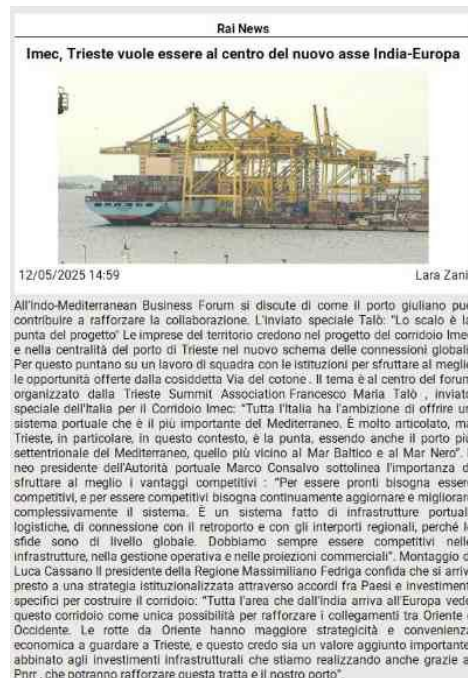 Rai News
Imec, Trieste vuole essere al centro del nuovo asse India-Europa
12/05/2025 14:59
Lara Zani
All'Indo-Mediterranean Business Forum si discute di come il porto giuliano può
contribuire a rafforzare la collaborazione. L'inviato speciale Talò: "Lo scalo è la
punta del progetto" Le imprese del territorio credono nel progetto del corridoio Imec
e nella centralità del porto di Trieste nel nuovo schema delle connessioni globali.
Per questo puntano su un lavoro di squadra con le istituzioni per sfruttare al meglio
le opportunità offerte dalla cosiddetta Via del cotone . Il tema è al centro del forum
organizzato dalla Trieste Summit Association Francesco Maria Talò , inviato
speciale dell'Italia per il Corridoio Imec: "Tutta l'Italia ha l'ambizione di offrire un
sistema portuale che è il più importante del Mediterraneo. È molto articolato, ma
Trieste, in particolare, in questo contesto, è la punta, essendo anche il porto più
settentrionale del Mediterraneo, quello più vicino al Mar Baltico e al Mar Nero".
neo presidente dell'Autorità portuale Marco Consalvo sottolinea l'importanza di
sfruttare al meglio i vantaggi competitivi : "Per essere pronti bisogna essere
competitivi, e per essere competitivi bisogna continuamente aggiornare e migliorare
complessivamente il sistema. È un sistema fatto di infrastrutture portuali,
logistiche, di connessione con il retroporto e con gli interporti regionali, perché le
sfide sono di livello globale. Dobbiamo sempre essere competitivi nelle
infrastrutture, nella gestione operativa e nelle proiezioni commerciali". Montaggio di
Luca Cassano Il presidente della Regione Massimiliano Fedriga confida che si arrivi
presto a una strategia istituzionalizzata attraverso accordi fra Paesi e investimenti
specifici per costruire il corridoio: "Tutta l'area che dall'India arriva all'Europa vede
questo corridoio come unica possibilità per rafforzare i collegamenti tra Oriente e
Occidente. Le rotte da Oriente hanno maggiore strategicità e convenienza
economica a guardare a Trieste, e questo credo sia un valore aggiunto importante,
abbinato agli investimenti infrastrutturali che stiamo realizzando anche grazie al
Pnrr , che potranno rafforzare questa tratta e il nostro porto"